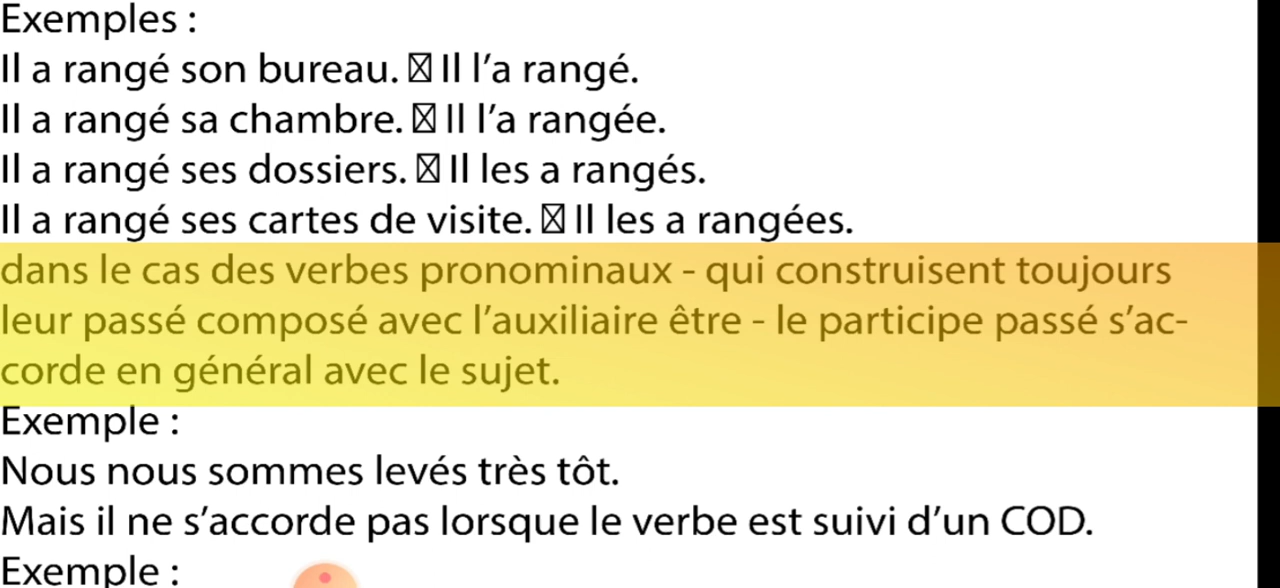 Exemples :
Il a rangé son bureau. Il l’a rangé.
Il a rangé sa chambre. Il l’a rangée.
Il a rangé ses dossiers. Il les a rangés.
Il a rangé ses cartes de visite. Il les a rangées.
dans le cas des verbes pronominaux - qui construisent toujours
leur passé composé avec l’auxiliaire être - le participe passé s’ac-
corde en général avec le sujet.
Exemple :
Nous nous sommes levés très tôt.
Mais il ne s’accorde pas lorsque le verbe est suivi d’un COD.
Exemple :